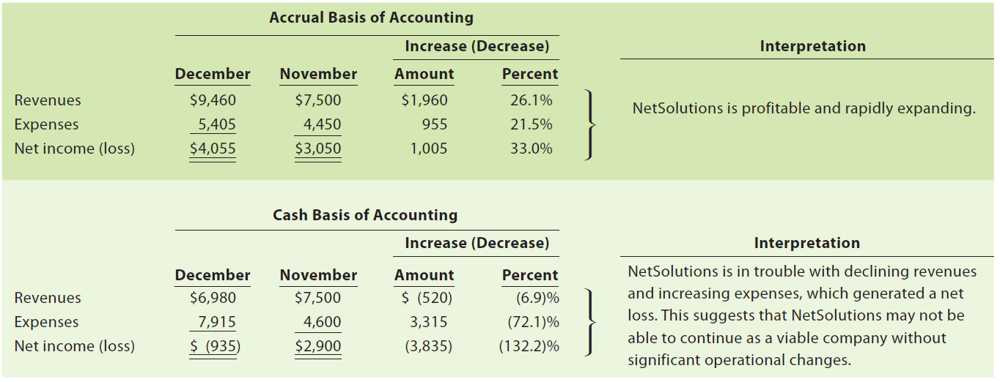 Accrual Basis of Accounting
Increase (Decrease) Interpretation
December November Amount Percent
Revenues $9,460 $7,500 $1,960 26.1%
NetSolutions is profitable and rapidly expanding.
Expenses 5,405 4,450 955 21.5%
Net income (loss) $4,055 $3,050 1,005 33.0%
Cash Basis of Accounting
Increase (Decrease) Interpretation
December November Amount Percent
NetSolutions is in trouble with declining revenues
Revenues $6,980 $7,500 $ (520) (6.9)%
and increasing expenses, which generated a net
Expenses 7,915 4,600 3,315 (72.1)%
loss. This suggests that NetSolutions may not be
able to continue as a viable company without
Net income (loss) $ (935) $2,900 (3,835) (132.2)%
significant operational changes.